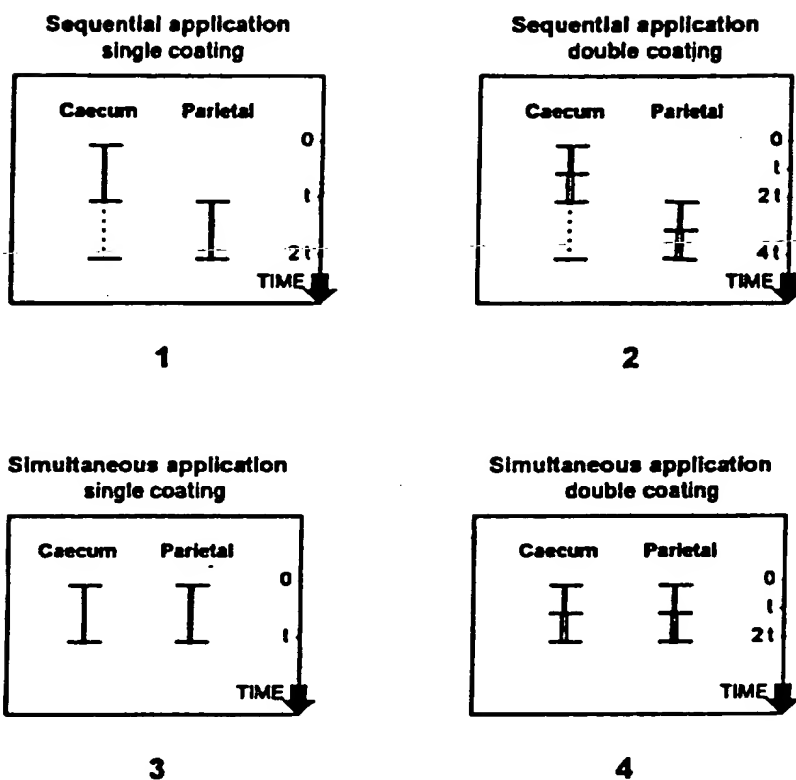 Sequential application
single coating
Caecum Parietal
0
t
2t
TIME
1
Sequential application
double coating
Caecum Parietal
0
t
2t
4t
TIME
2
Simultaneous application
single coating
Caecum Parietal
0
t
TIME
3
Simultaneous application
double coating
Caecum Parietal
0
t
2t
TIME
4